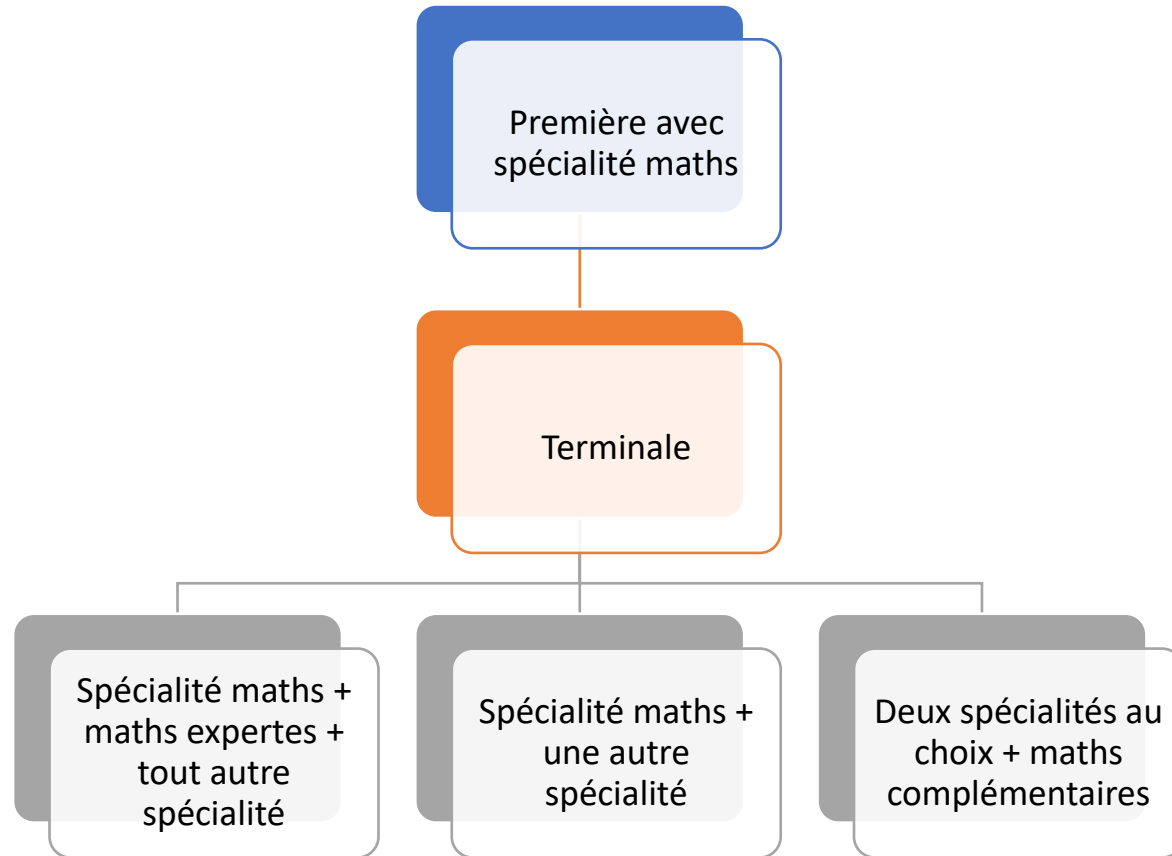 Première avec
spécialité maths
Terminale
Spécialité maths +
maths expertes +
tout autre
spécialité
Spécialité maths +
une autre
spécialité
Deux spécialités au
choix + maths
complémentaires